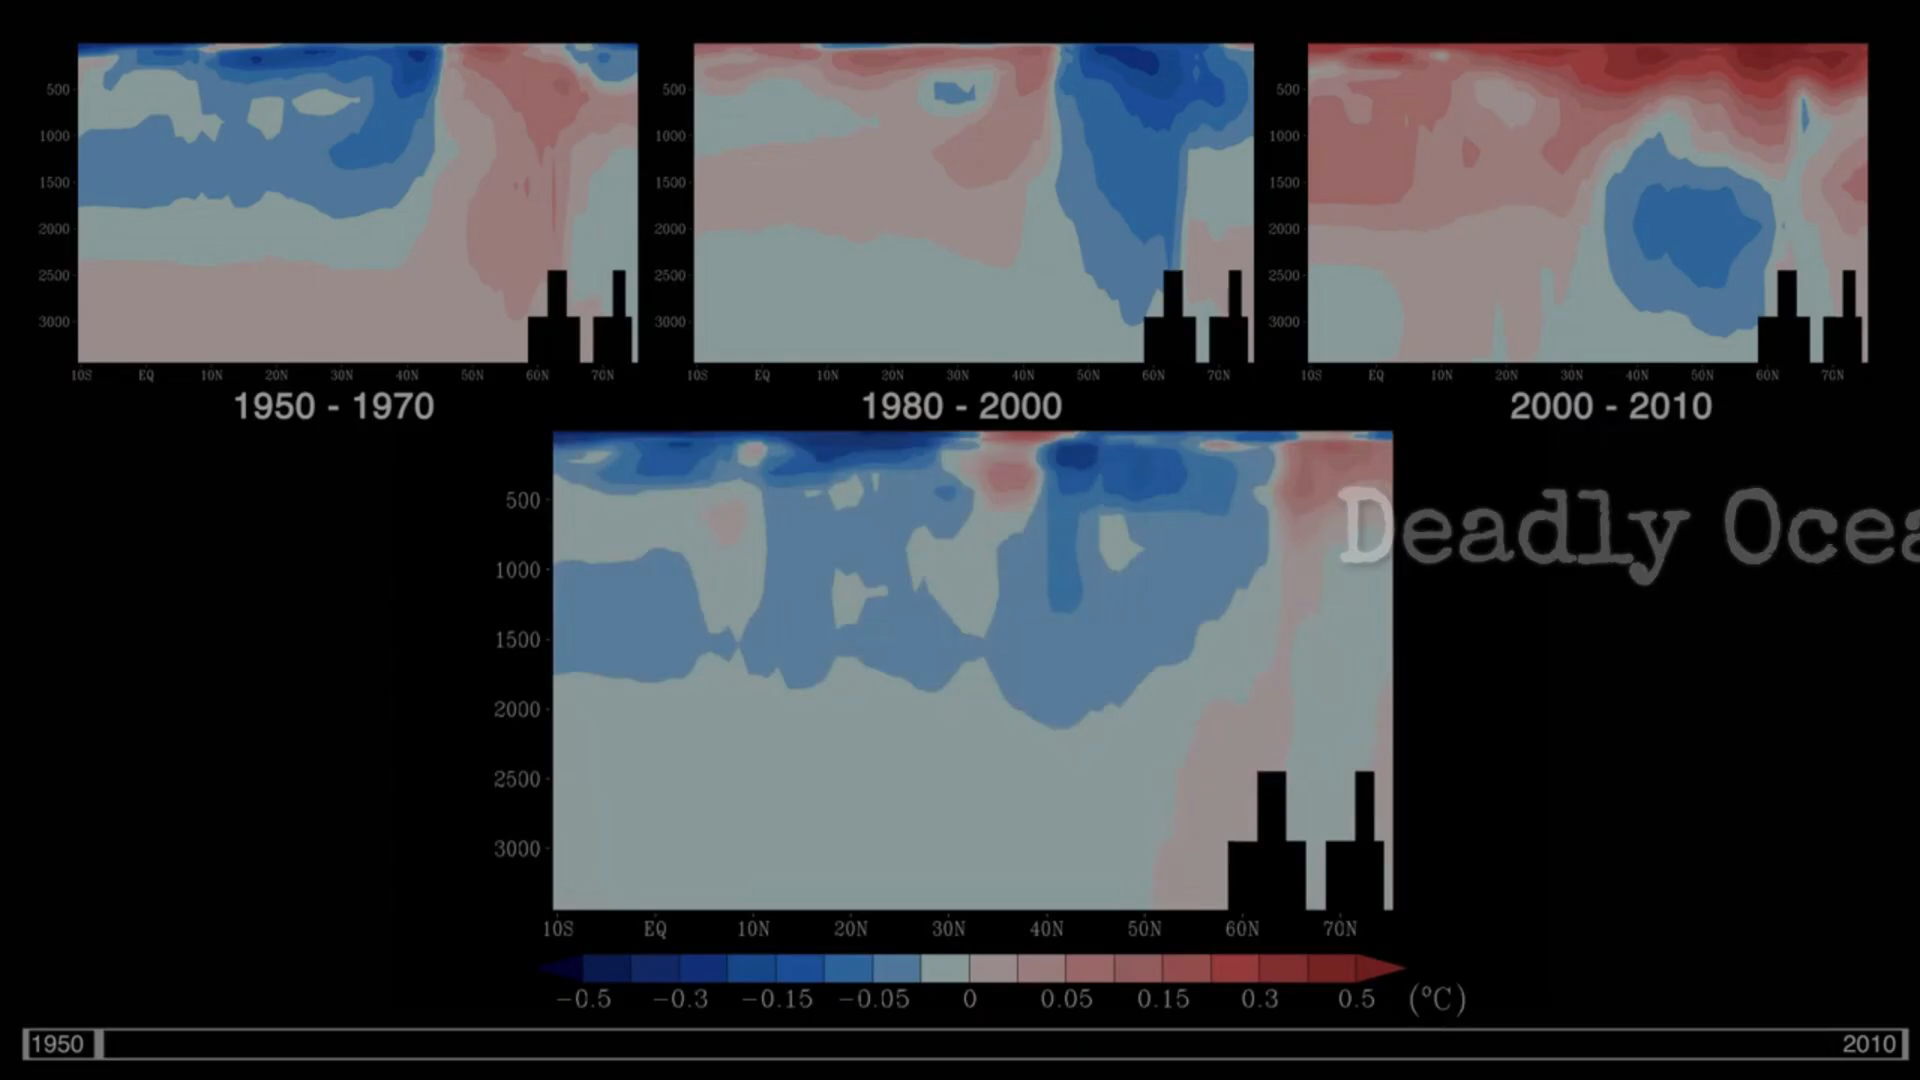 500
1000
1500
2000
2500
3000
10S EQ 10N 20N 30N 40N 50N 60N 70N
1950 - 1970
500
1000
1500
2000
2500
3000
10S EQ 10N 20N 30N 40N 50N 60N 70N
1980 - 2000
500
1000
1500
2000
2500
3000
10S EQ 10N 20N 30N 40N 50N 60N 70N
2000 - 2010
Deadly Ocea
500
1000
1500
2000
2500
3000
10S EQ 10N 20N 30N 40N 50N 60N 70N
−0.5 −0.3 −0.15 −0.05 0 0.05 0.15 0.3 0.5 (°C)
1950 2010